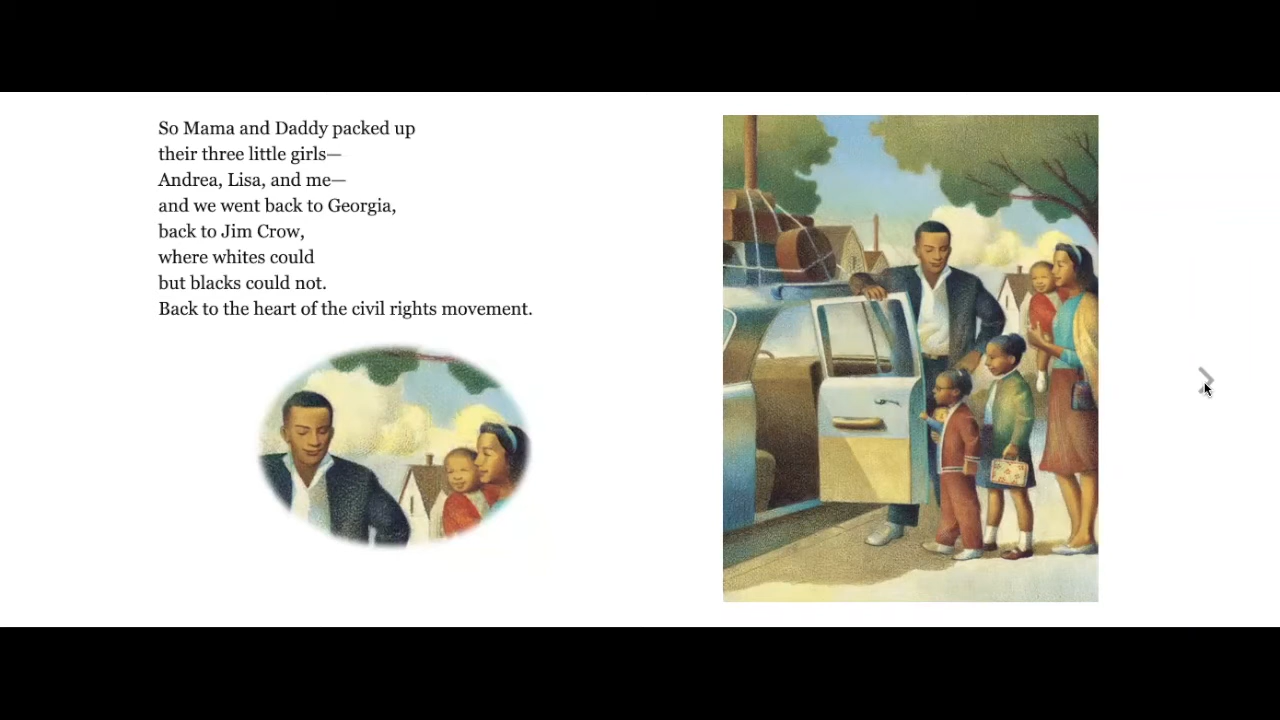 So Mama and Daddy packed up
their three little girls—
Andrea, Lisa, and me—
and we went back to Georgia,
back to Jim Crow,
where whites could
but blacks could not.
Back to the heart of the civil rights movement.